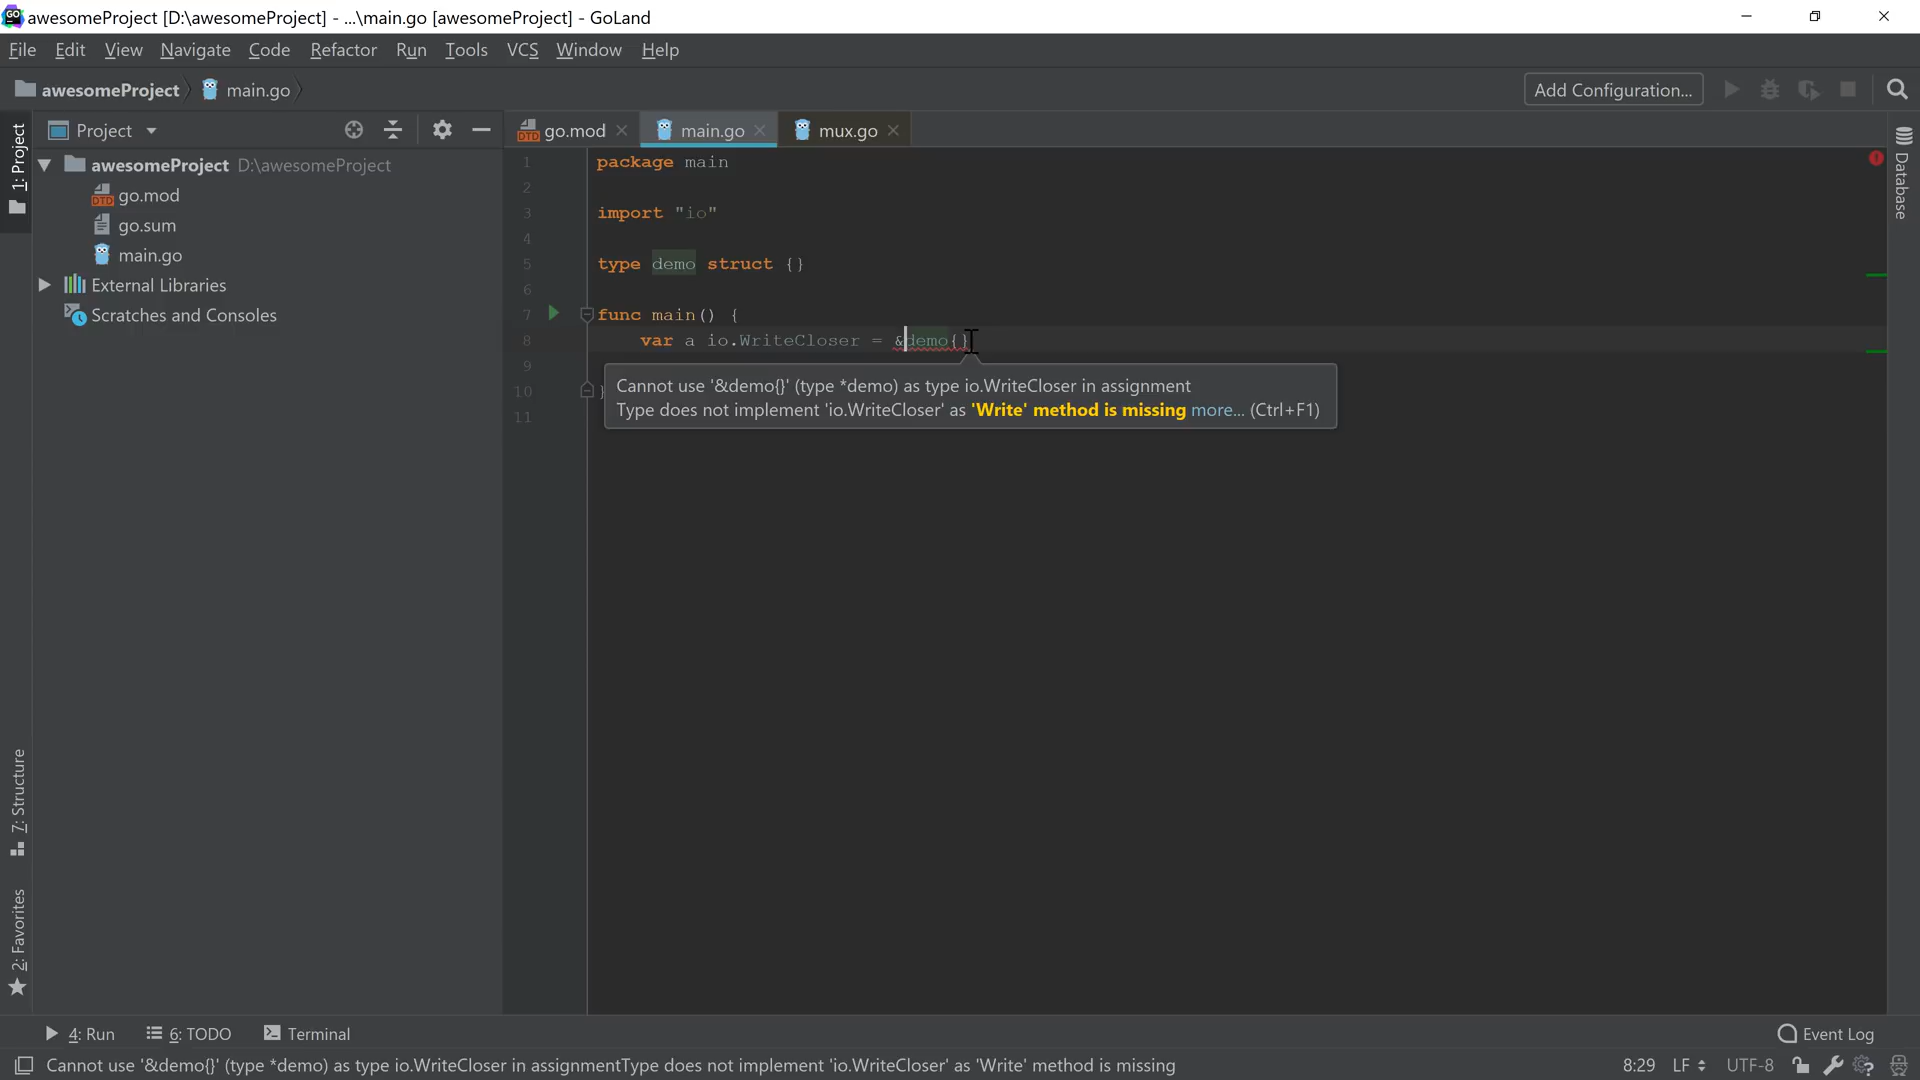 awesomeProject [D:\awesomeProject] - ...\main.go [awesomeProject] - GoLand
File Edit View Navigate Code Refactor Run Tools VCS Window Help
awesomeProject main.go Add Configuration...
1: Project
Project
awesomeProject D:\awesomeProject
go.mod
go.sum
main.go
External Libraries
Scratches and Consoles
go.mod main.go mux.go
1 package main
2
3 import "io"
4
5 type demo struct {}
6
7 func main() {
8 var a io.WriteCloser = &demo{}
9
10 }
11
Cannot use '&demo{}' (type *demo) as type io.WriteCloser in assignment
Type does not implement 'io.WriteCloser' as 'Write' method is missing more... (Ctrl+F1)
Database
7: Structure
2: Favorites
4: Run 6: TODO Terminal Event Log
Cannot use '&demo{}' (type *demo) as type io.WriteCloser in assignmentType does not implement 'io.WriteCloser' as 'Write' method is missing 8:29 LF UTF-8